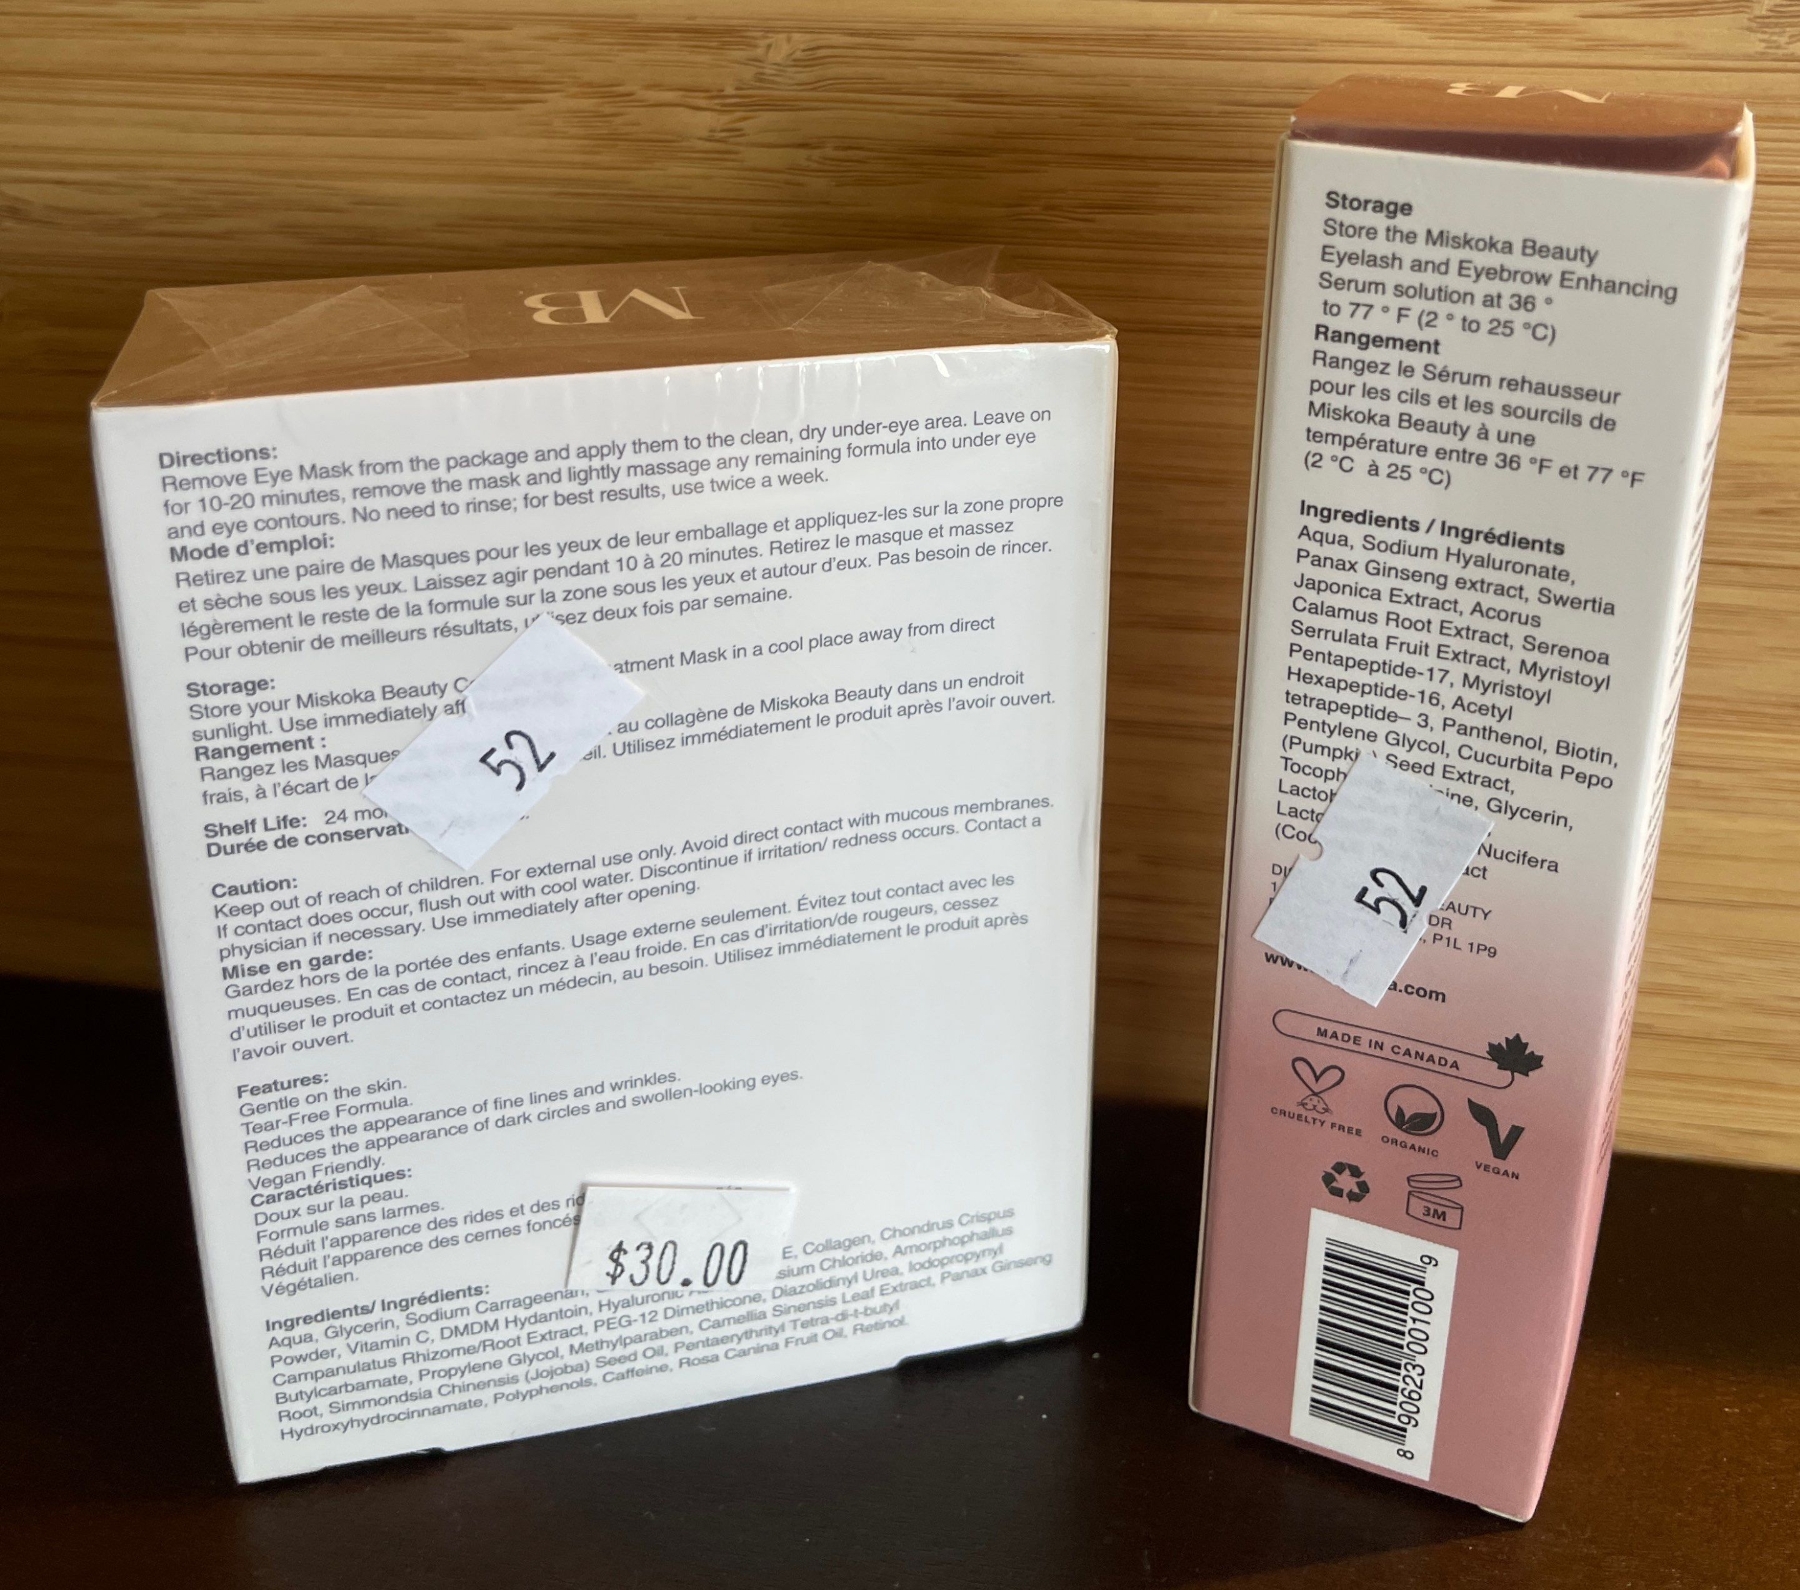 MB
Directions:
Remove Eye Mask from the package and apply them to the clean, dry under-eye area. Leave on
for 10-20 minutes, remove the mask and lightly massage any remaining formula into under eye
and eye contours. No need to rinse; for best results, use twice a week.
Mode d'emploi:
Retirez une paire de Masques pour les yeux de leur emballage et appliquez-les sur la zone propre
et sèche sous les yeux. Laissez agir pendant 10 à 20 minutes. Retirez le masque et massez
légèrement le reste de la formule sur la zone sous les yeux et autour d'eux. Pas besoin de rincer.
Pour obtenir de meilleurs résultats, deux fois par semaine.
Storage:
Store your Miskoka Beauty Mask in a cool place away from direct
sunlight. Use immediately
Rangement :
Rangez les Masques au collagène de Miskoka Beauty dans un endroit
frais, à l'écart de Utilisez immédiatement le produit après l'avoir ouvert.
52
Shelf Life: 24
Durée de
Caution:
Keep out of reach of children. For external use only. Avoid direct contact with mucous membranes.
If contact does occur, flush out with cool water. Discontinue if irritation/ redness occurs. Contact a
physician if necessary. Use immediately after opening.
Mise en garde:
Gardez hors de la portée des enfants. Usage externe seulement. Évitez tout contact avec les
muqueuses. En cas de contact, rincez à l'eau froide. En cas d'irritation/de rougeurs, cessez
d'utiliser le produit et contactez un médecin, au besoin. Utilisez immédiatement le produit après
l'avoir ouvert.
Features:
Gentle on the skin.
Tear-Free Formula.
Reduces the appearance of fine lines and wrinkles.
Reduces the appearance of dark circles and swollen-looking eyes.
Vegan Friendly.
Caractéristiques:
Doux sur la peau.
Formule sans larmes.
Réduit l'apparence des rides et des
Réduit l'apparence des cernes foncés
Végétalien.
$30.00
Ingredients/ Ingrédients:
Aqua, Glycerin, Sodium Carrageenan, E, Collagen, Chondrus Crispus
Powder, Vitamin C, DMDM Hydantoin, Hyaluronic Chloride, Amorphophallus
Campanulatus Rhizome/Root Extract, PEG-12 Dimethicone, Diazolidinyl Urea, Iodopropynyl
Butylcarbamate, Propylene Glycol, Methylparaben, Camellia Sinensis Leaf Extract, Panax Ginseng
Root, Simmondsia Chinensis (Jojoba) Seed Oil, Pentaerythrityl Tetra-di-t-butyl
Hydroxyhydrocinnamate, Polyphenols, Caffeine, Rosa Canina Fruit Oil, Retinol.
MB
Storage
Store the Miskoka Beauty
Eyelash and Eyebrow Enhancing
Serum solution at 36 °
to 77 ° F (2 ° to 25 °C)
Rangement
Rangez le Sérum rehausseur
pour les cils et les sourcils de
Miskoka Beauty à une
température entre 36 °F et 77 °F
(2 °C à 25 °C)
Ingredients / Ingrédients
Aqua, Sodium Hyaluronate,
Panax Ginseng extract, Swertia
Japonica Extract, Acorus
Calamus Root Extract, Serenoa
Serrulata Fruit Extract, Myristoyl
Pentapeptide-17, Myristoyl
Hexapeptide-16, Acetyl
tetrapeptide– 3, Panthenol, Biotin,
Pentylene Glycol, Cucurbita Pepo
(Pumpkin) Seed Extract,
Glycerin,
Nucifera
52
DR
P1L 1P9
.com
MADE IN CANADA
CRUELTY FREE
ORGANIC
VEGAN
3M
8 90623 00100 9